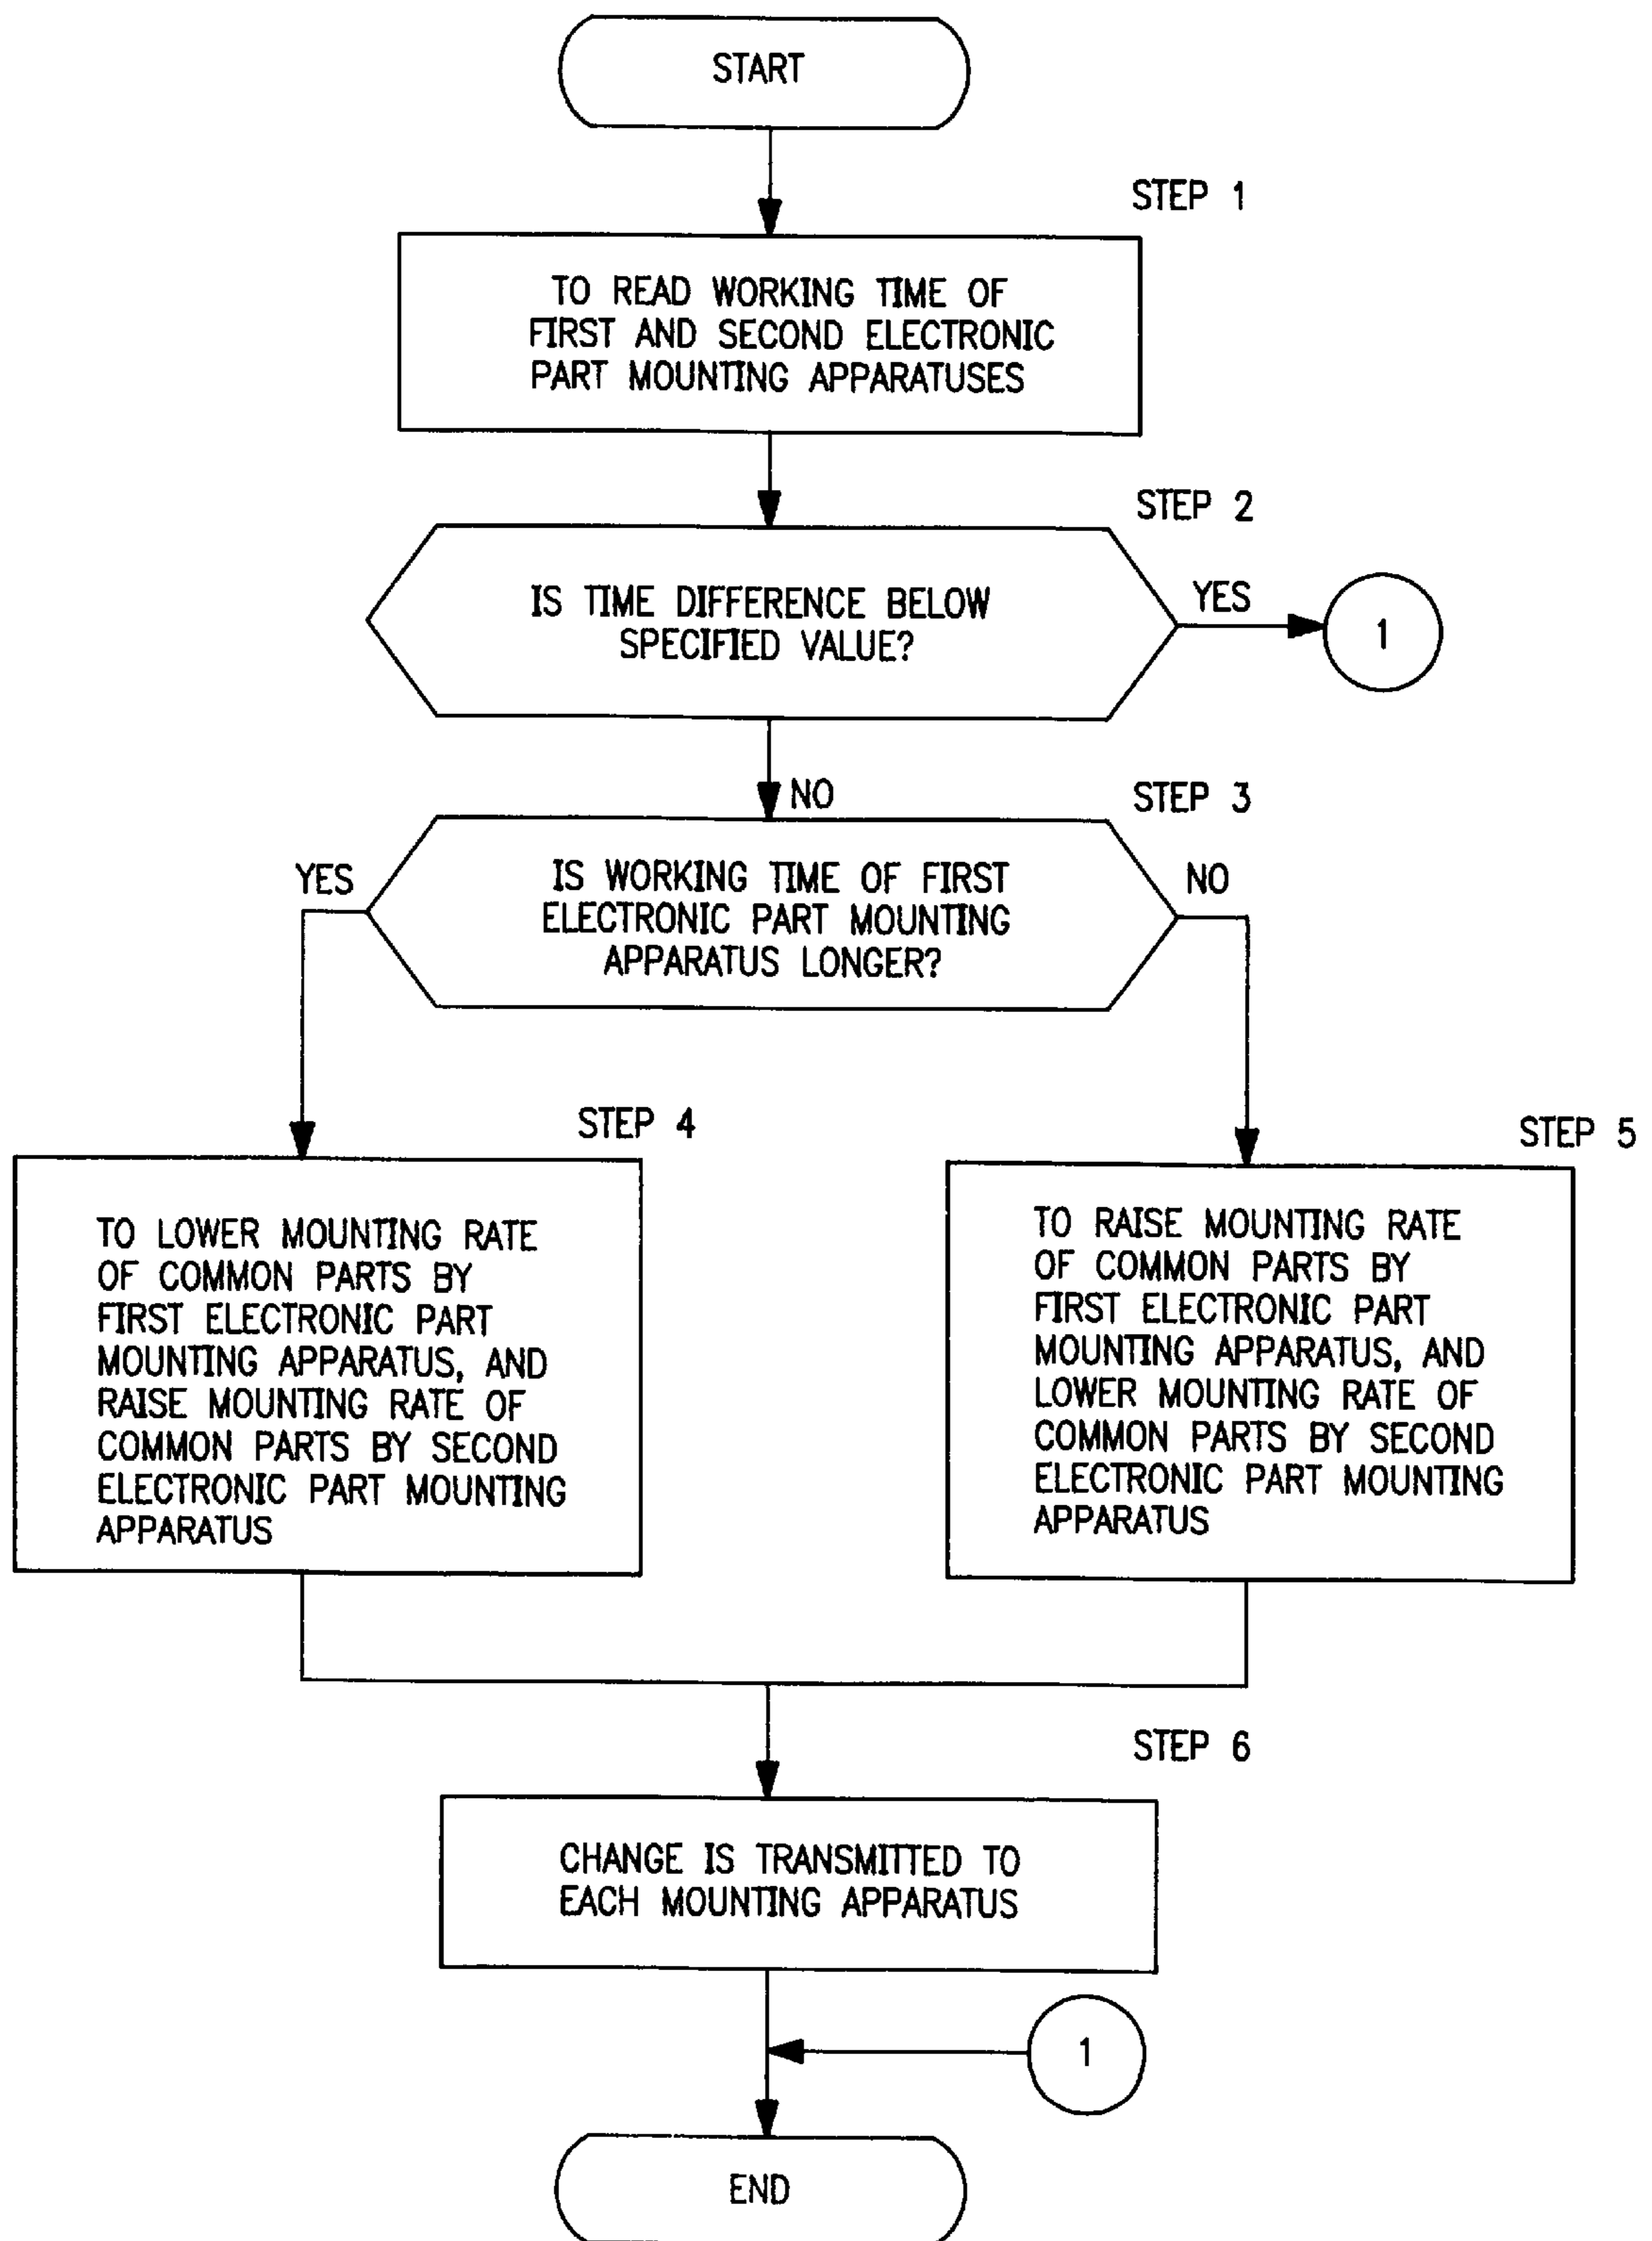 START
STEP 1
TO READ WORKING TIME OF
FIRST AND SECOND ELECTRONIC
PART MOUNTING APPARATUSES
STEP 2
IS TIME DIFFERENCE BELOW
SPECIFIED VALUE?
YES
1
NO
STEP 3
YES
IS WORKING TIME OF FIRST
ELECTRONIC PART MOUNTING
APPARATUS LONGER?
NO
STEP 4
TO LOWER MOUNTING RATE
OF COMMON PARTS BY
FIRST ELECTRONIC PART
MOUNTING APPARATUS, AND
RAISE MOUNTING RATE OF
COMMON PARTS BY SECOND
ELECTRONIC PART MOUNTING
APPARATUS
STEP 5
TO RAISE MOUNTING RATE
OF COMMON PARTS BY
FIRST ELECTRONIC PART
MOUNTING APPARATUS, AND
LOWER MOUNTING RATE OF
COMMON PARTS BY SECOND
ELECTRONIC PART MOUNTING
APPARATUS
STEP 6
CHANGE IS TRANSMITTED TO
EACH MOUNTING APPARATUS
1
END